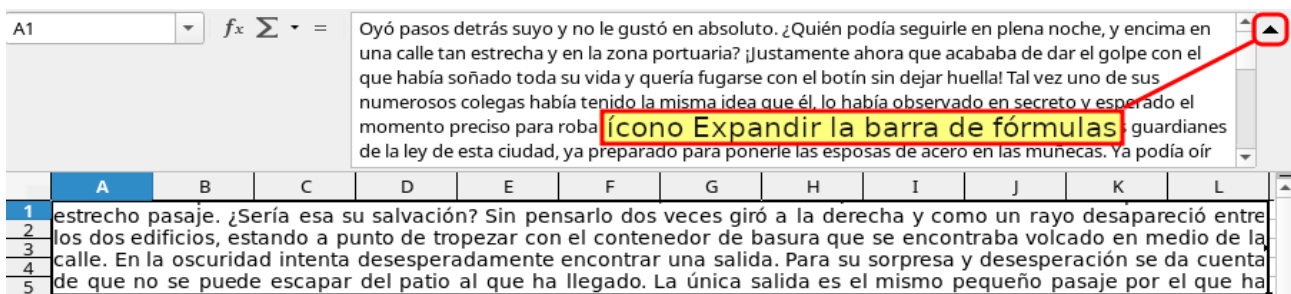 A1 fx Σ =
Oyó pasos detrás suyo y no le gustó en absoluto. ¿Quién podía seguirle en plena noche, y encima en
una calle tan estrecha y en la zona portuaria? ¡Justamente ahora que acababa de dar el golpe con el
que había soñado toda su vida y quería fugarse con el botín sin dejar huella! Tal vez uno de sus
numerosos colegas había tenido la misma idea que él, lo había observado en secreto y esperado el
momento preciso para roba guardianes
ícono Expandir la barra de fórmulas
de la ley de esta ciudad, ya preparado para ponerle las esposas de acero en las muñecas. Ya podía oír
A B C D E F G H I J K L
1 estrecho pasaje. ¿Sería esa su salvación? Sin pensarlo dos veces giró a la derecha y como un rayo desapareció entre
2 los dos edificios, estando a punto de tropezar con el contenedor de basura que se encontraba volcado en medio de la
3 calle. En la oscuridad intenta desesperadamente encontrar una salida. Para su sorpresa y desesperación se da cuenta
4 de que no se puede escapar del patio al que ha llegado. La única salida es el mismo pequeño pasaje por el que ha
5